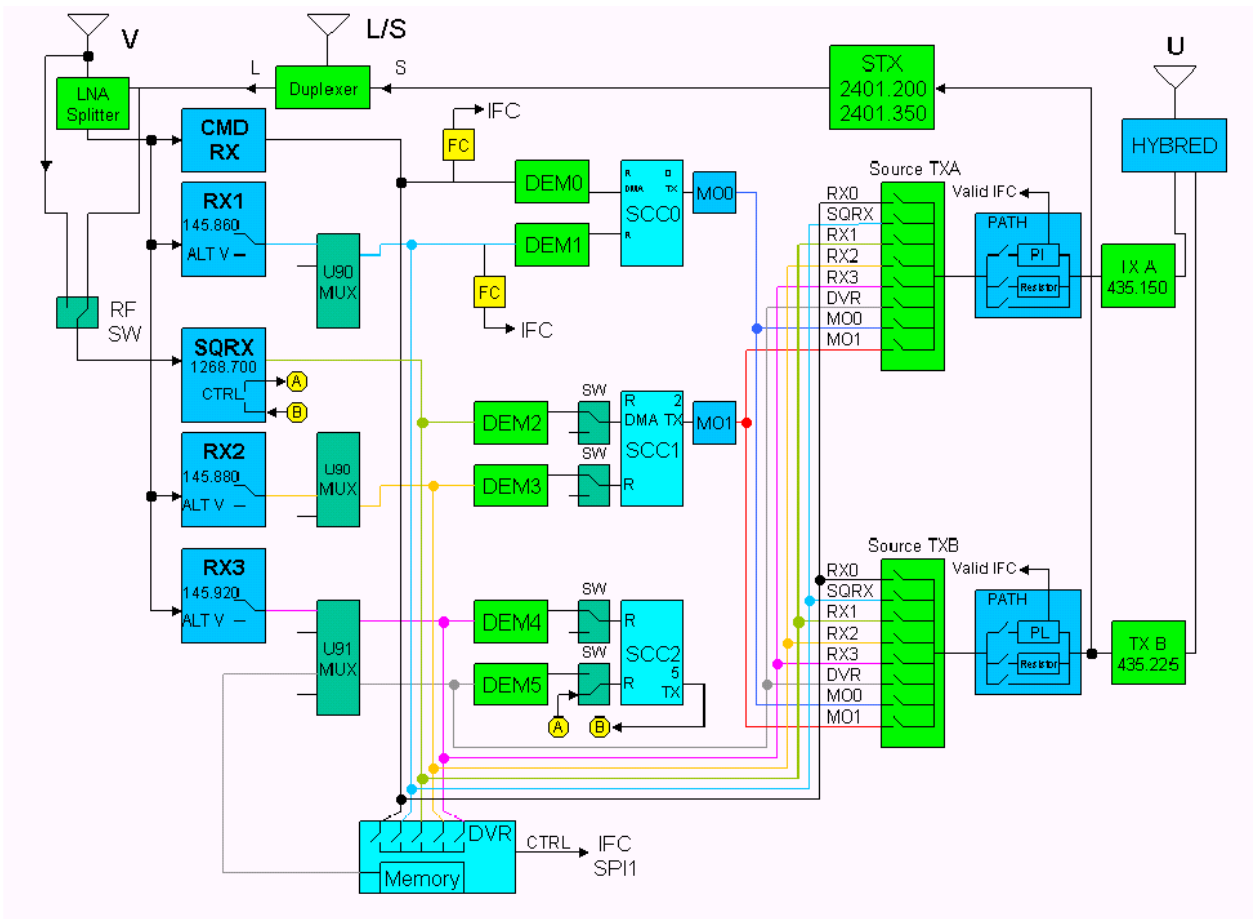 V
L/S
U
L
S
LNA
Splitter
Duplexer
STX
2401.200
2401.350
HYBRED
CMD
RX
IFC
FC
RX1
145.860
ALT V
U90
MUX
DEM0
R 0
DMA TX
SCC0
R
MO0
DEM1
FC
IFC
Source TXA
RX0
SQRX
RX1
RX2
RX3
DVR
MO0
MO1
Valid IFC
PATH
PI
Resistor
TX A
435.150
RF
SW
SQRX
1268.700
CTRL
A
B
RX2
145.880
ALT V
U90
MUX
DEM2
SW
R 2
DMA TX
SCC1
R
MO1
DEM3
SW
RX3
145.920
ALT V
U91
MUX
DEM4
SW
R
SCC2
5
R
TX
DEM5
SW
A
B
Source TXB
RX0
SQRX
RX1
RX2
RX3
DVR
MO0
MO1
Valid IFC
PATH
PL
Resistor
TX B
435.225
DVR
Memory
CTRL
IFC
SPI1